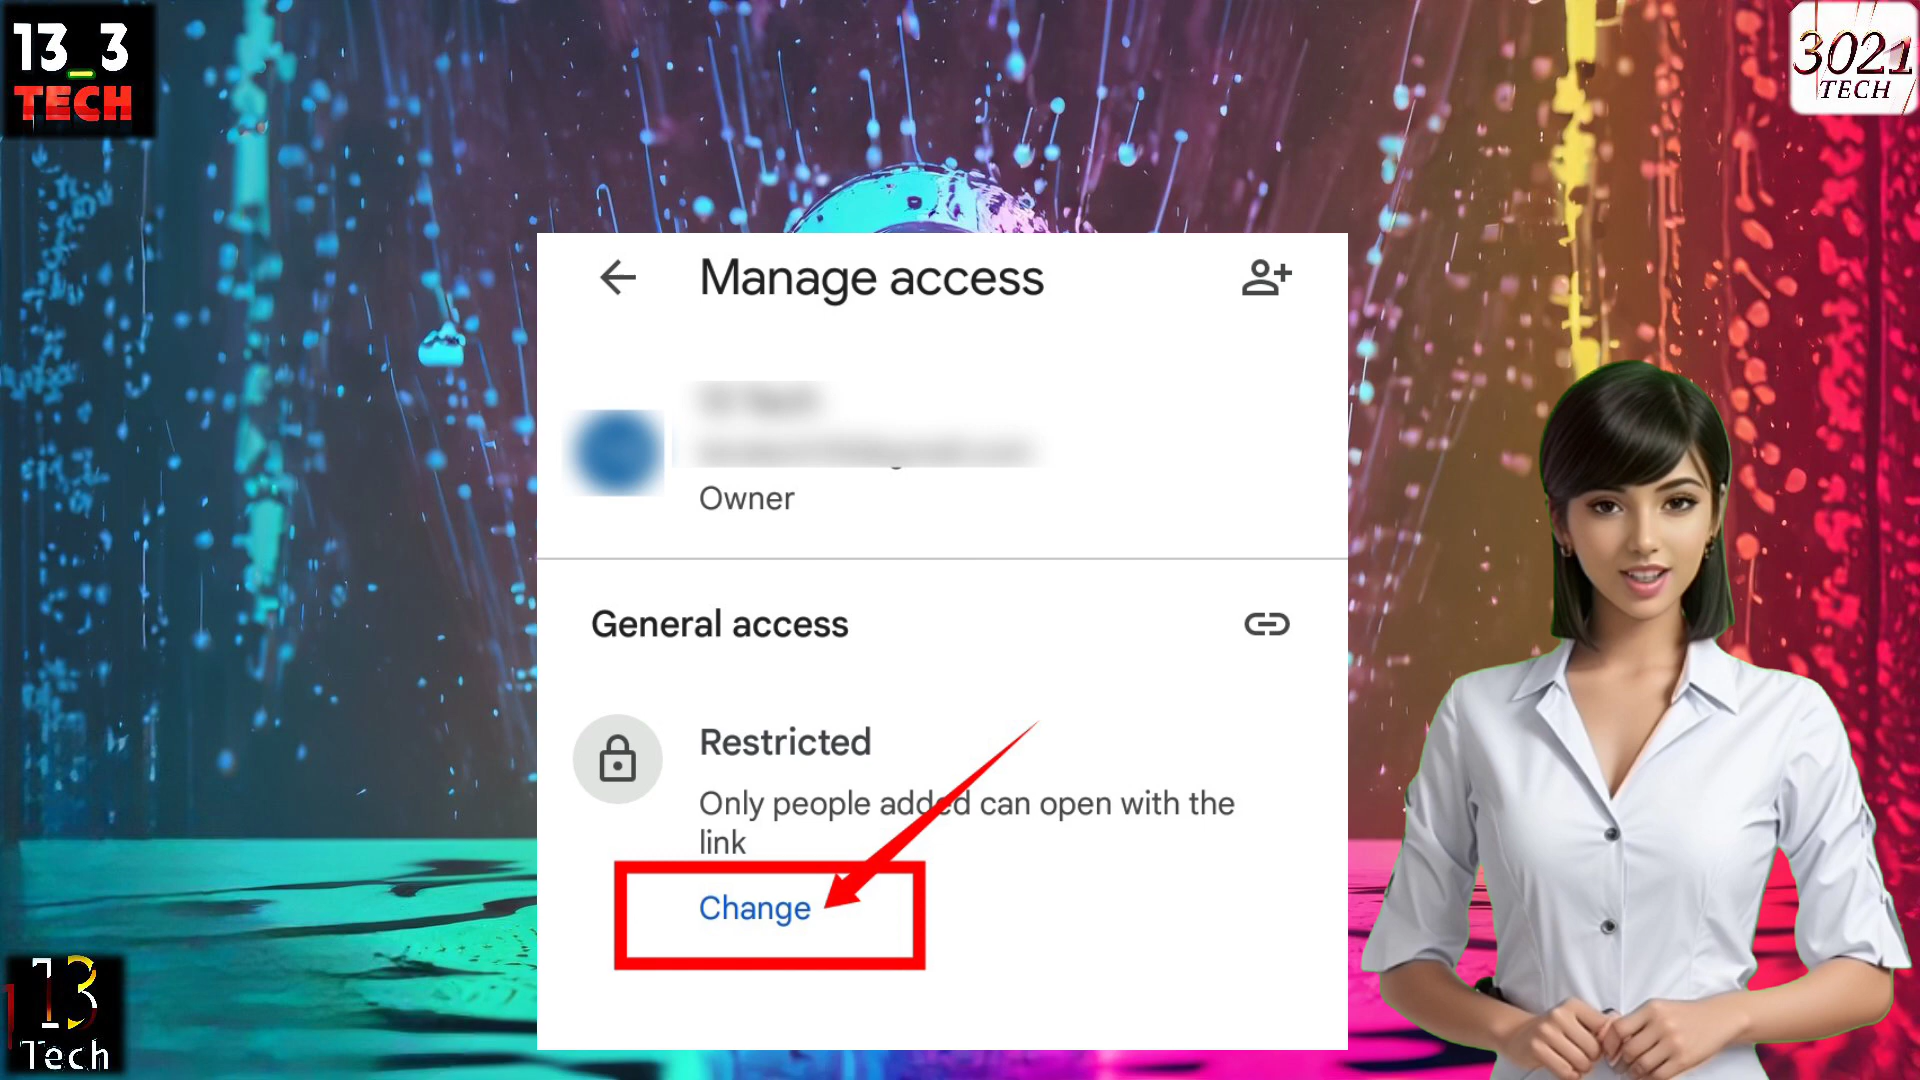 13_3
TECH
3021
TECH
Manage access
Owner
General access
Restricted
Only people added can open with the
link
Change
13
Tech